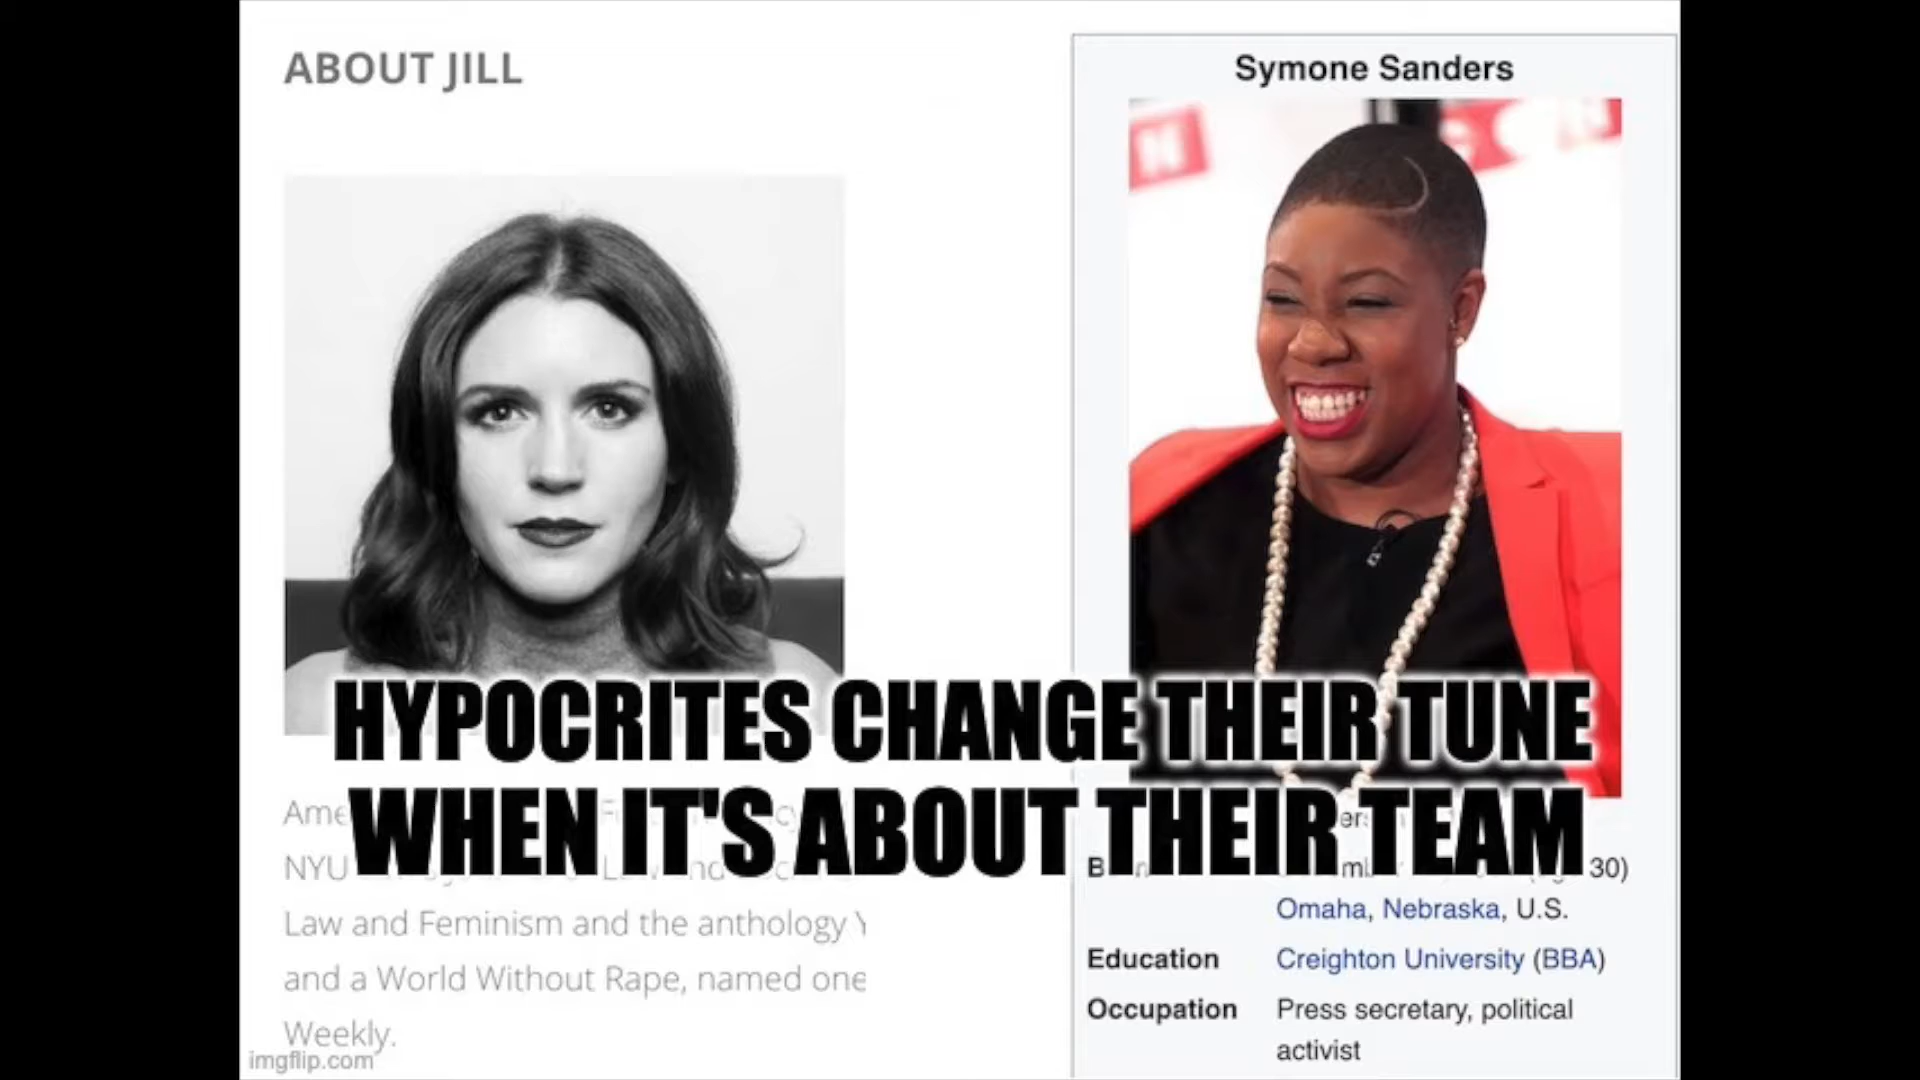 ABOUT JILL
Symone Sanders
N
HYPOCRITES CHANGE THEIR TUNE
WHEN IT'S ABOUT THEIR TEAM
NYU
Law and Feminism and the anthology Y
and a World Without Rape, named one
Weekly.
30)
Omaha, Nebraska, U.S.
Education Creighton University (BBA)
Occupation Press secretary, political
activist
imgflip.com